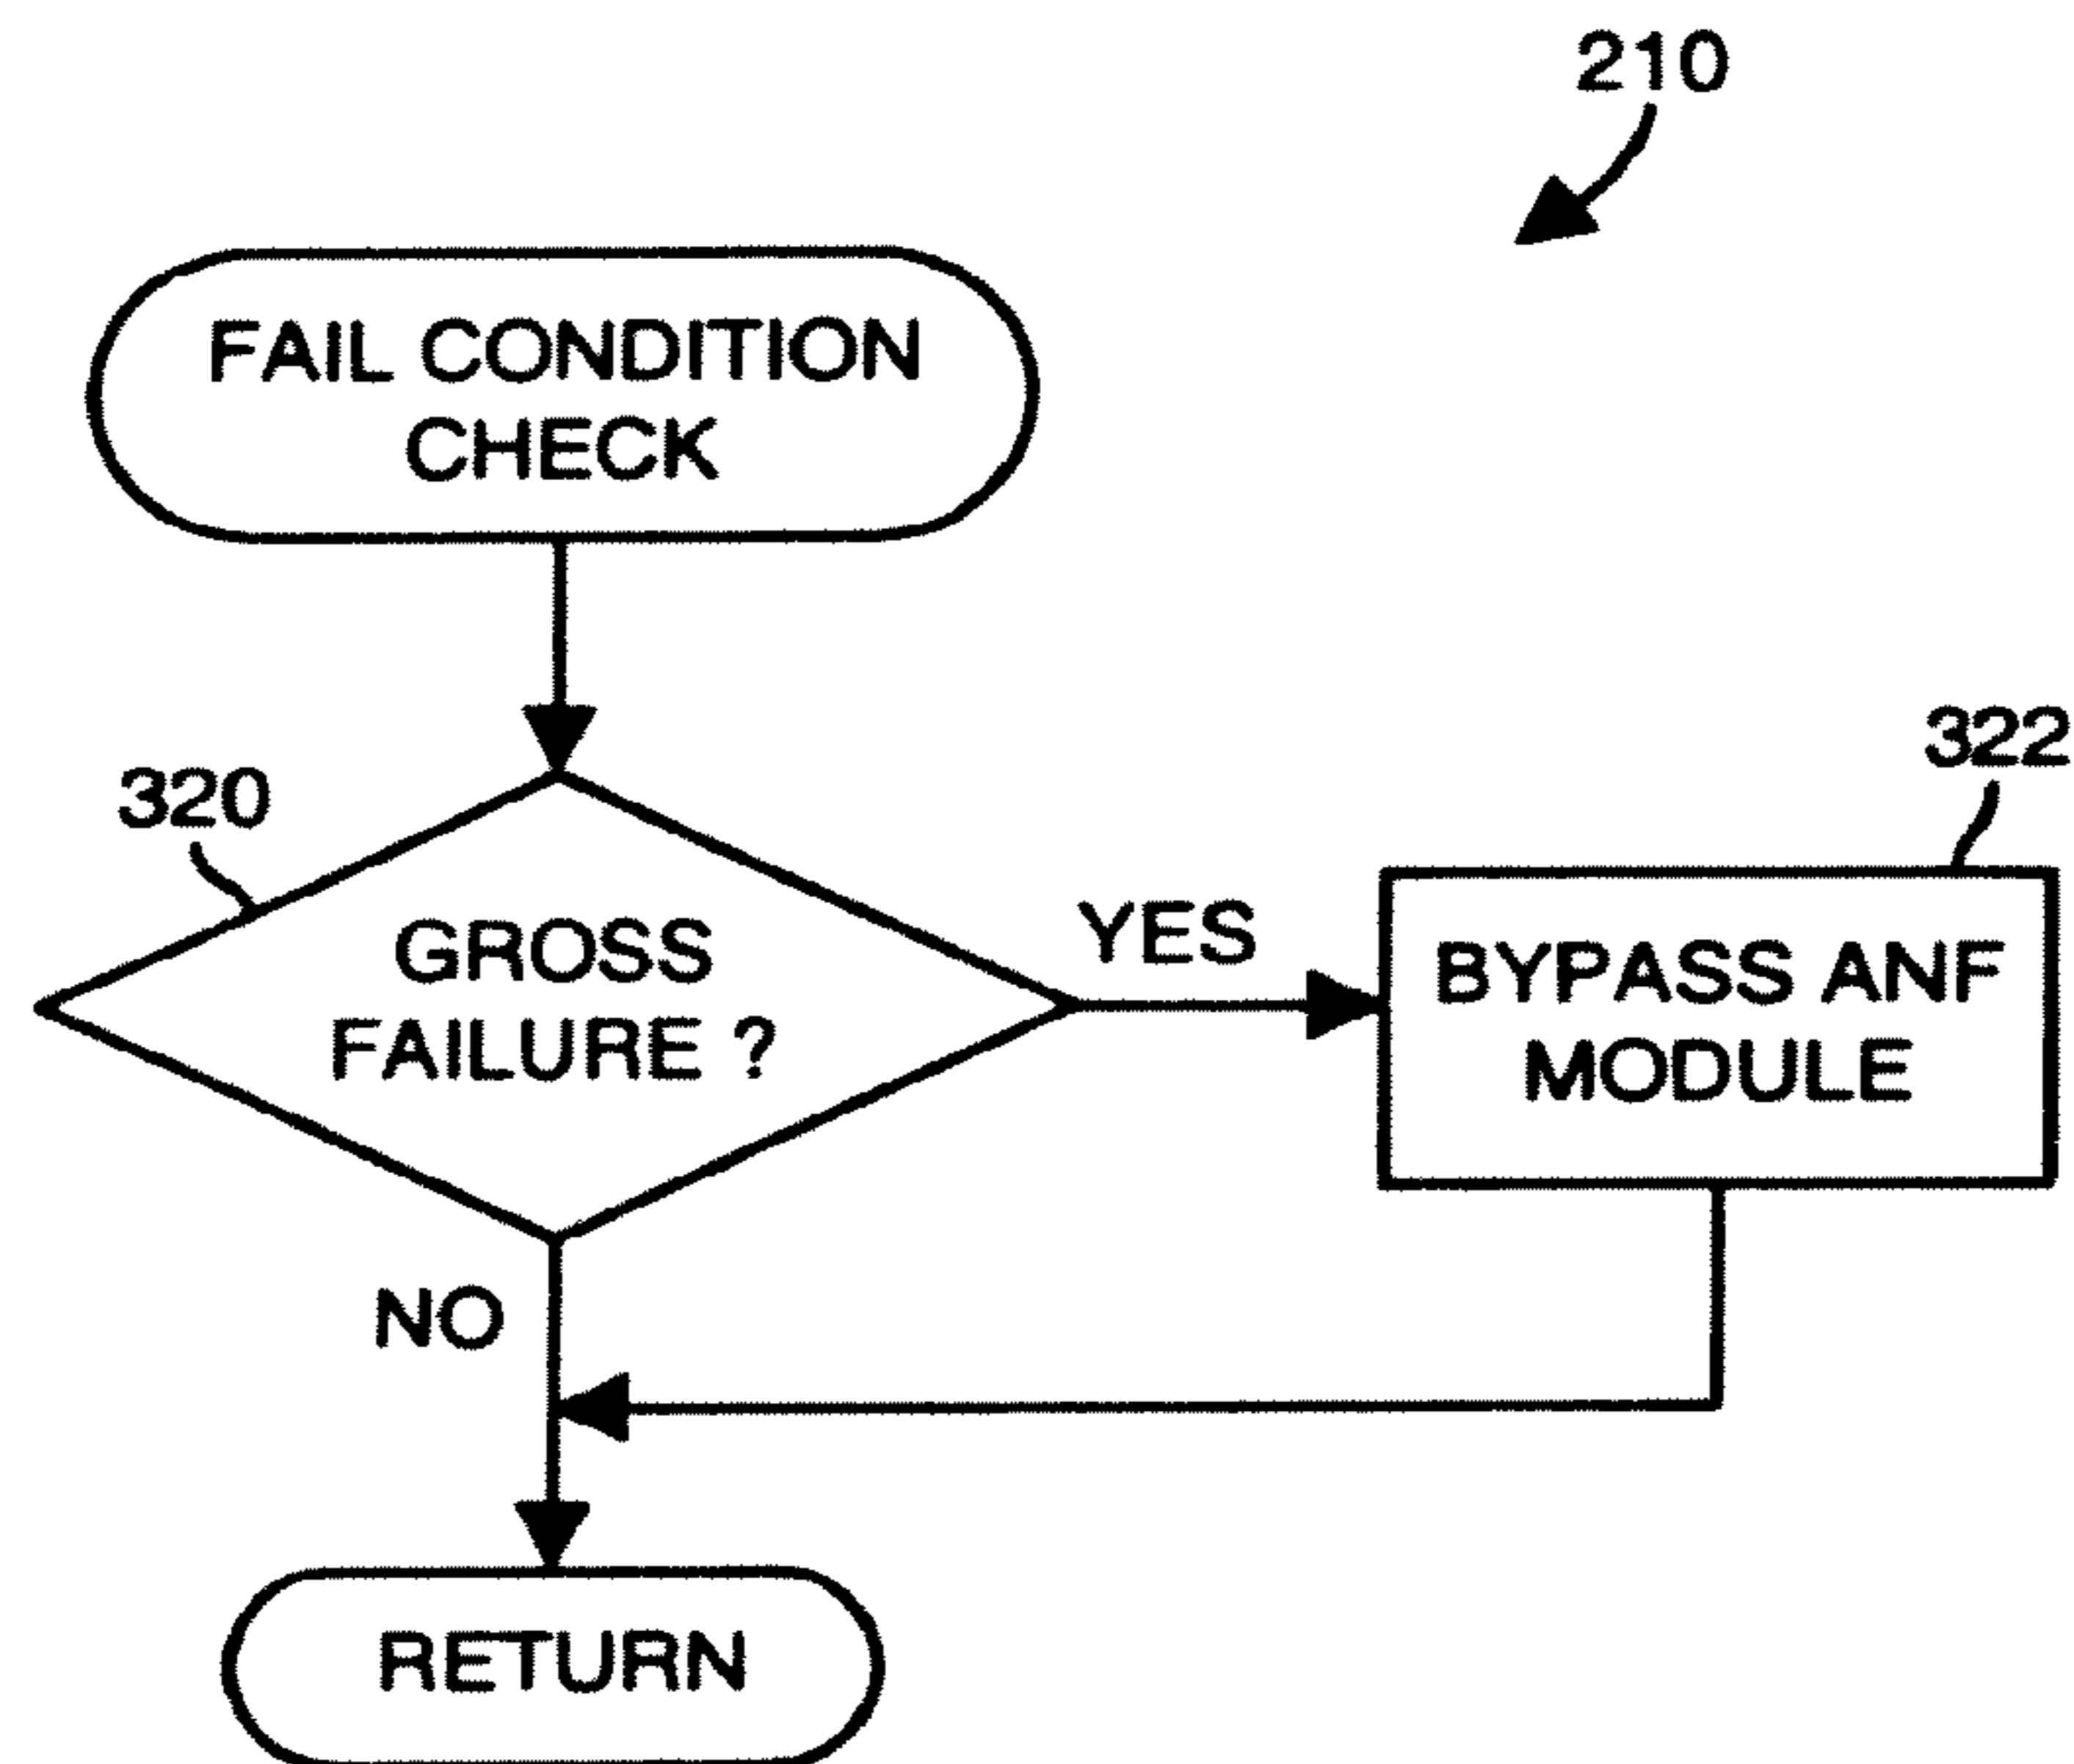 210
FAIL CONDITION
CHECK
320
322
GROSS
FAILURE ?
YES
BYPASS ANF
MODULE
NO
RETURN